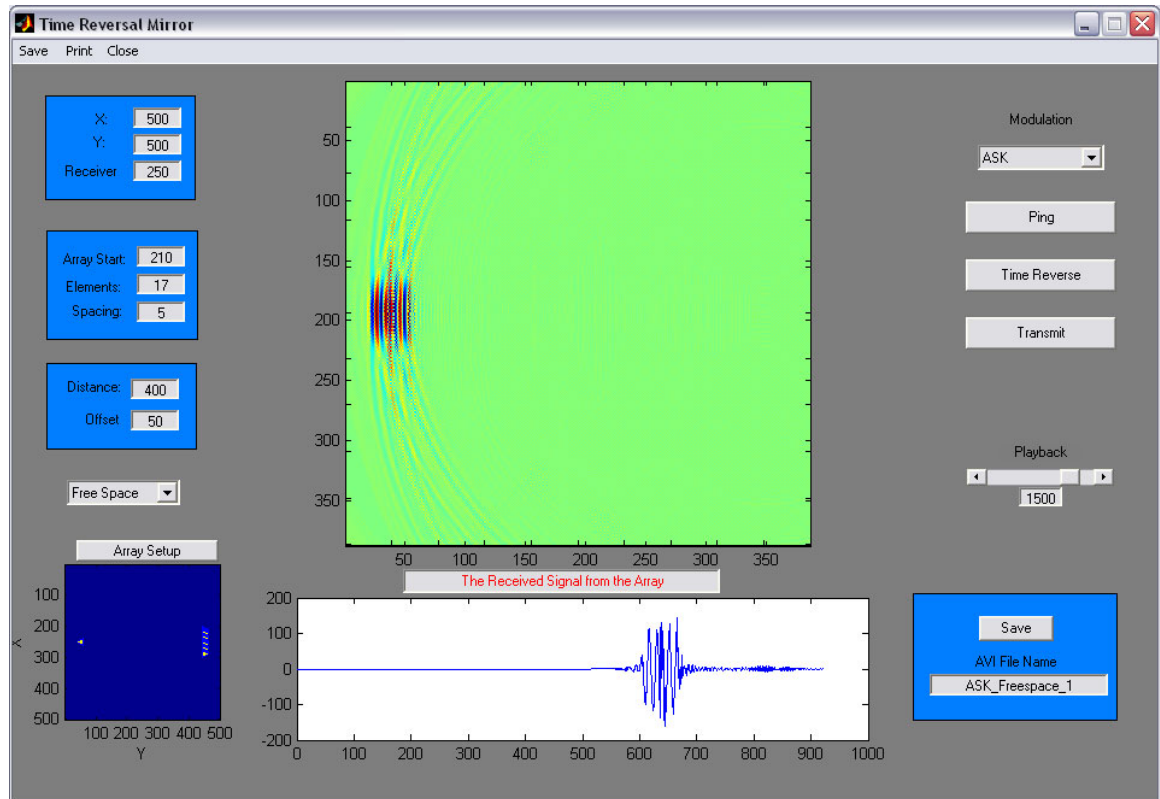 Time Reversal Mirror
Save Print Close
X: 500
Y: 500
Receiver 250
Array Start: 210
Elements: 17
Spacing: 5
Distance: 400
Offset 50
Free Space
Array Setup
100
200
300
400
500
X
100 200 300 400 500
Y
50
100
150
200
250
300
350
50 100 150 200 250 300 350
The Received Signal from the Array
200
100
0
-100
-200
0 100 200 300 400 500 600 700 800 900 1000
Modulation
ASK
Ping
Time Reverse
Transmit
Playback
1500
Save
AVI File Name
ASK_Freespace_1